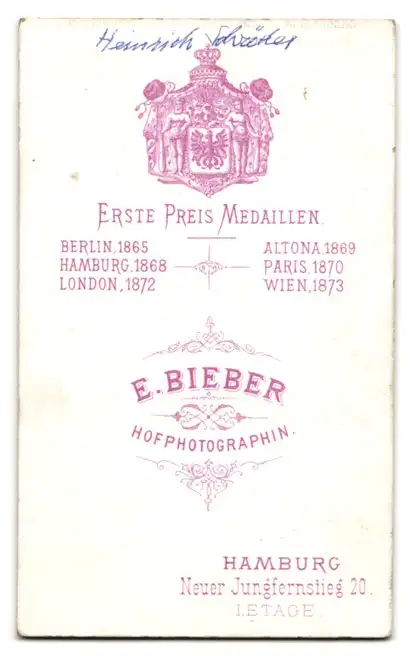 Heinrich Schröder
ERSTE PREIS MEDAILLEN.
BERLIN, 1865
HAMBURG. 1868
LONDON, 1872
ALTONA. 1869
PARIS. 1870
WIEN, 1873
E. BIEBER
HOFPHOTOGRAPHIN.
HAMBURG
Neuer Jungfernstieg 20.
I. ETAGE.